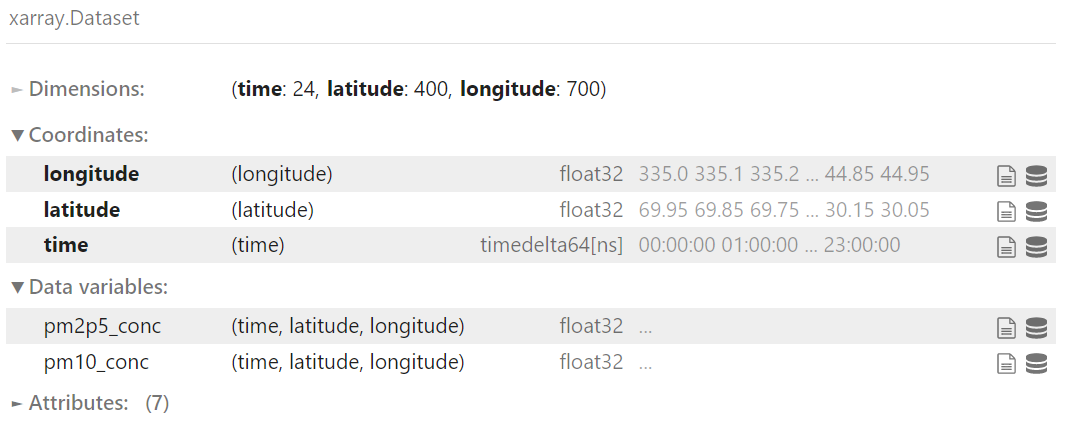 xarray.Dataset
► Dimensions: (time: 24, latitude: 400, longitude: 700)
▼ Coordinates:
longitude (longitude) float32 335.0 335.1 335.2 ... 44.85 44.95
latitude (latitude) float32 69.95 69.85 69.75 ... 30.15 30.05
time (time) timedelta64[ns] 00:00:00 01:00:00 ... 23:00:00
▼ Data variables:
pm2p5_conc (time, latitude, longitude) float32 ...
pm10_conc (time, latitude, longitude) float32 ...
► Attributes: (7)